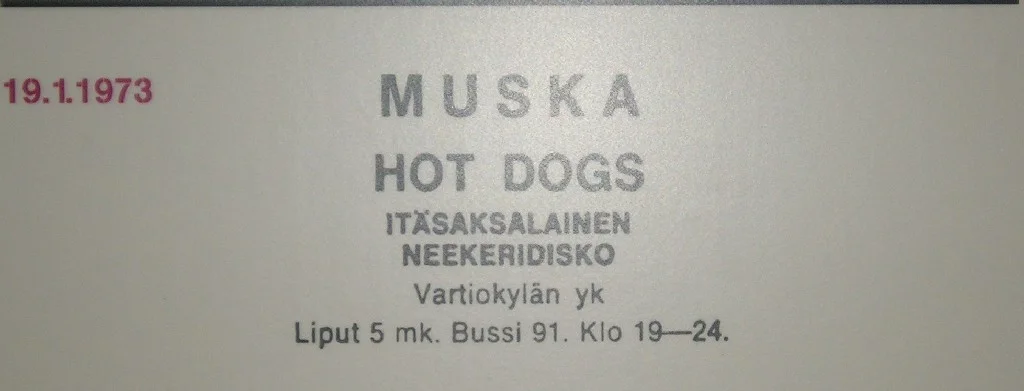 19.1.1973
MUSKA
HOT DOGS
ITÄSAKSALAINEN
NEEKERIDISKO
Vartiokylän yk
Liput 5 mk. Bussi 91. Klo 19—24.